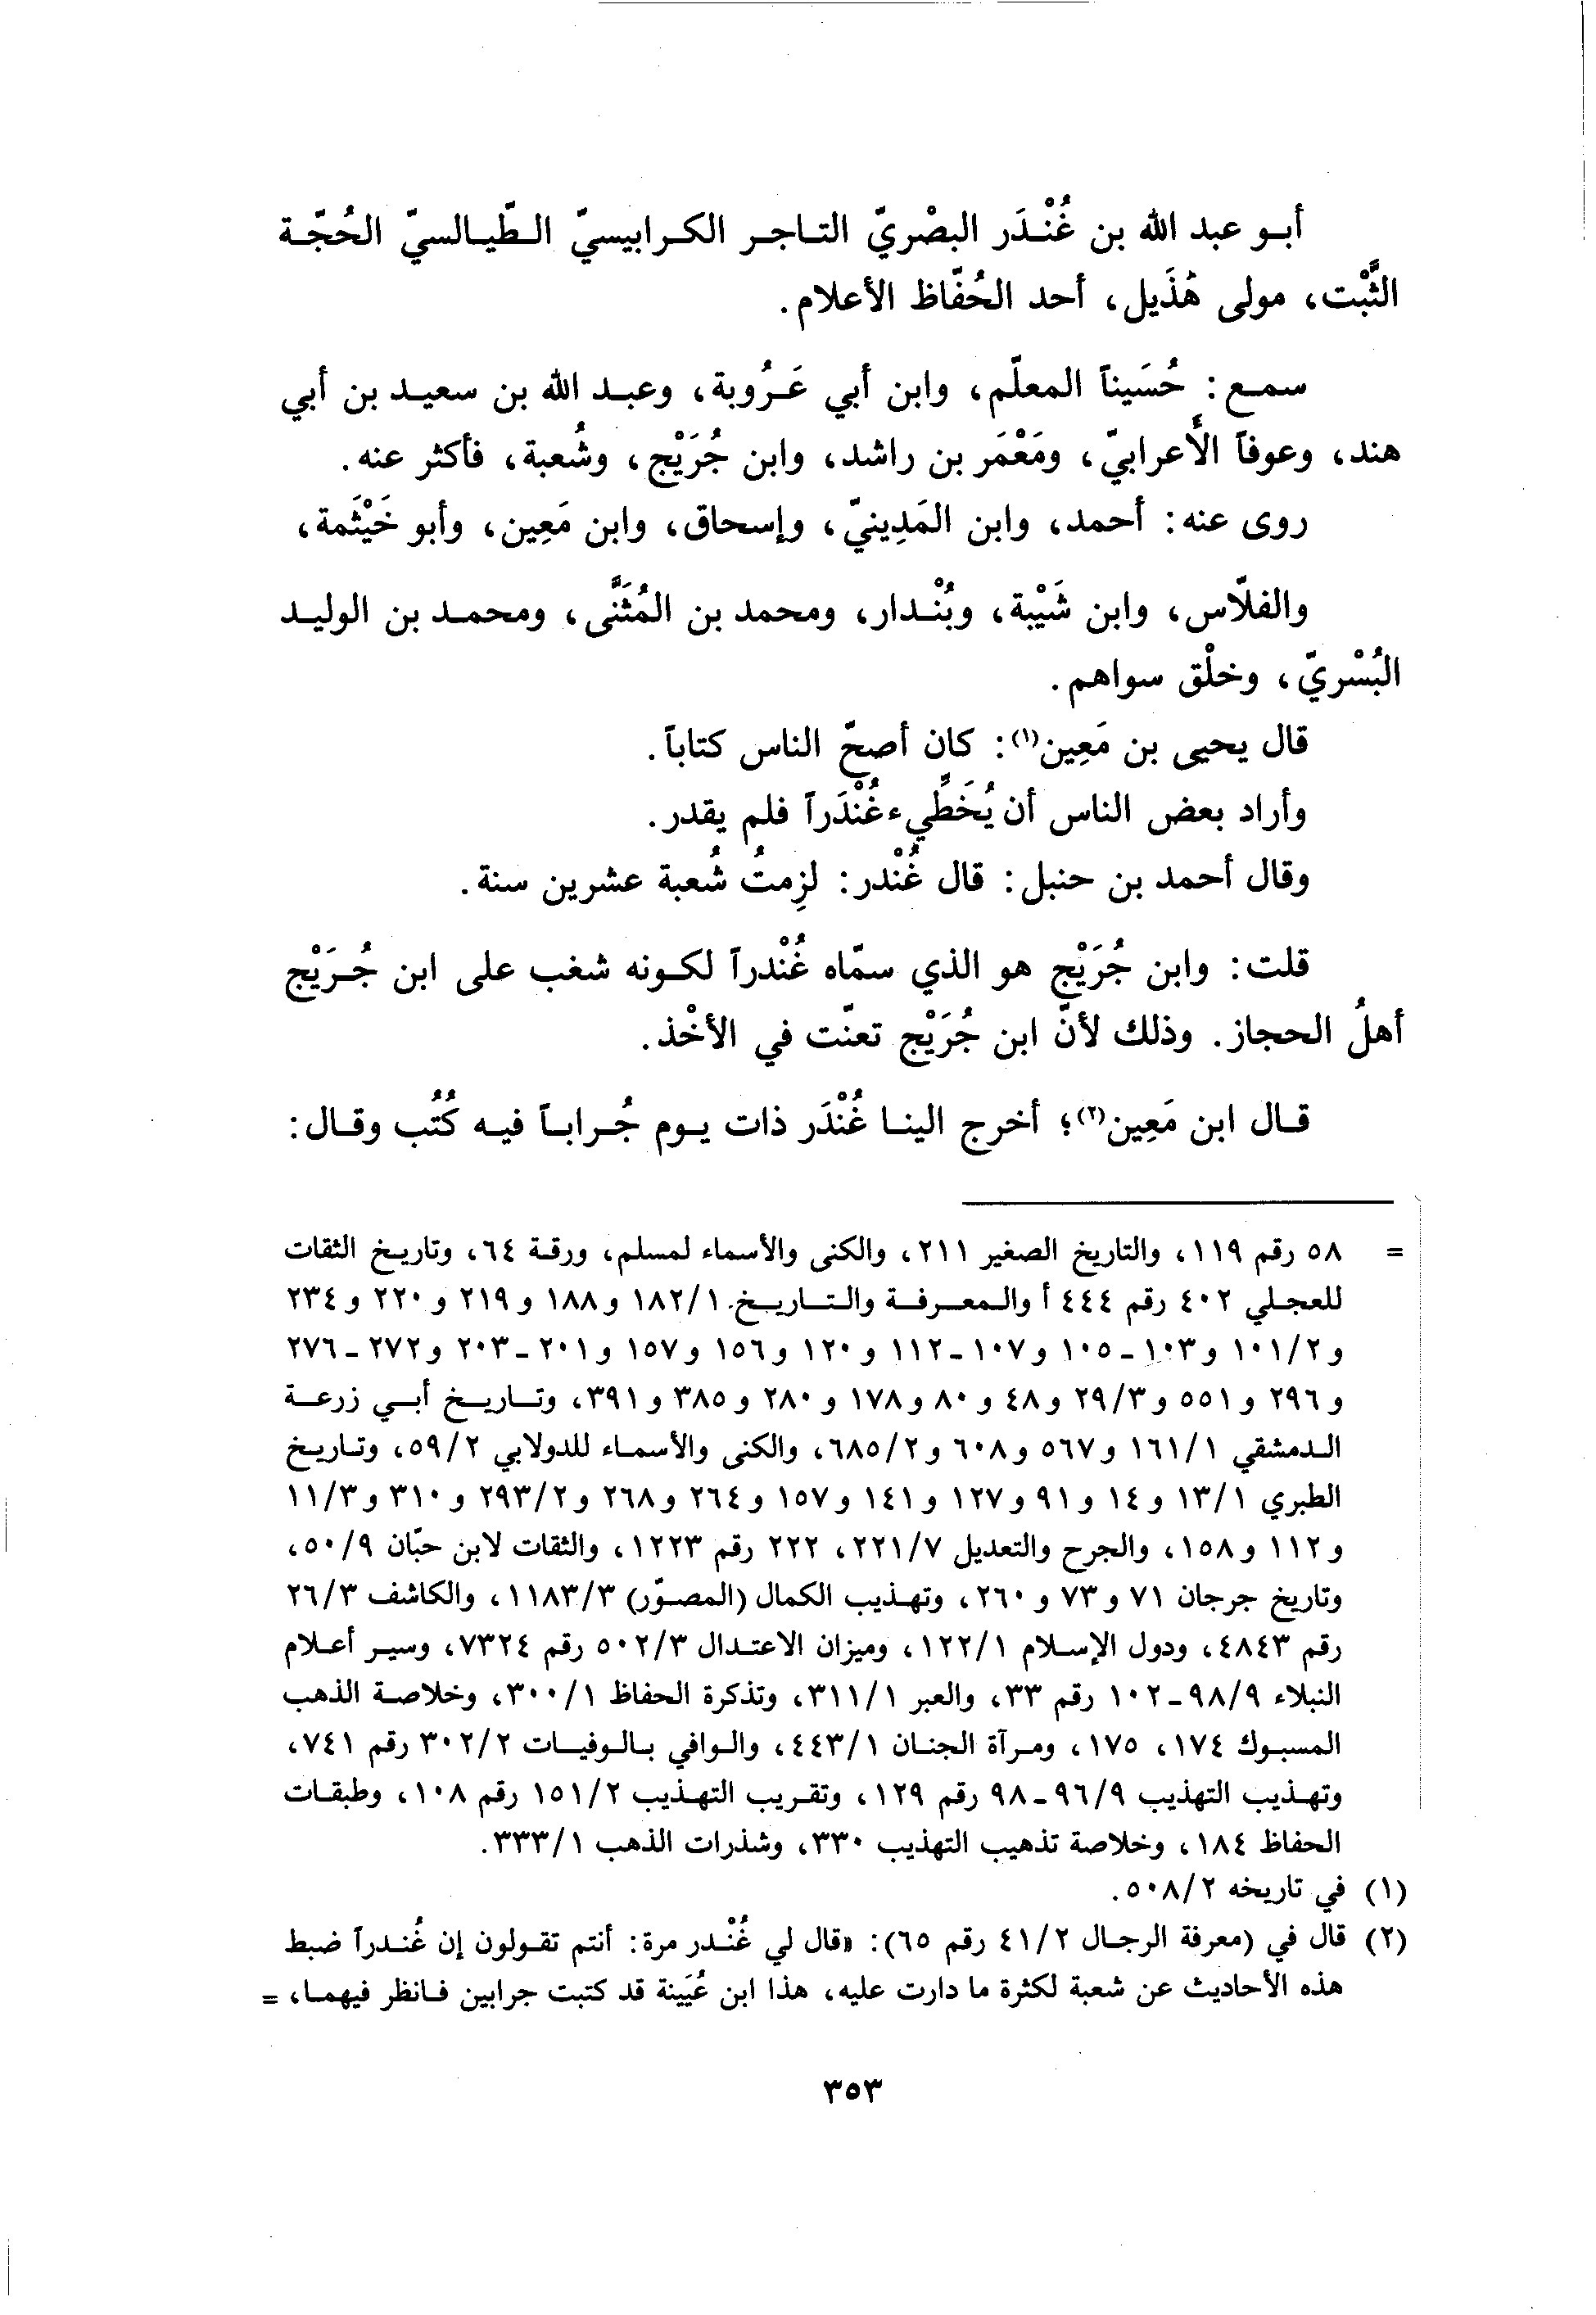 أبو عبد الله بن غُنْدَر البصْريّ التاجر الكرابيسيّ الطّيالسيّ الحُجّة
الثَّبْت، مولى هُذَيل، أحد الحُفّاظ الأعلام.
سمع: حُسَيناً المعلّم، وابن أبي عَرُوبة، وعبد الله بن سعيد بن أبي
هند، وعوفاً الأَعرابيّ، ومَعْمَر بن راشد، وابن جُرَيْج، وشُعبة، فأكثر عنه.
روى عنه: أحمد، وابن المَدِينيّ، وإسحاق، وابن مَعِين، وأبو خَيْثَمة،
والفلّاس، وابن شَيْبة، وبُنْدار، ومحمد بن المُثَنَّى، ومحمد بن الوليد
البُسْريّ، وخلْق سواهم.
قال يحيى بن مَعِين(١): كان أصحّ الناس كتاباً.
وأراد بعض الناس أن يُخَطِّيء غُنْدَراً فلم يقدر.
وقال أحمد بن حنبل: قال غُنْدر: لزِمتُ شُعبة عشرين سنة.
قلت: وابن جُرَيْج هو الذي سمّاه غُنْدراً لكونه شغب على ابن جُرَيْج
أهلُ الحجاز. وذلك لأنّ ابن جُرَيْج تعنّت في الأخْذ.
قال ابن مَعِين(٢)؛ أخرج الينا غُنْدَر ذات يوم جُراباً فيه كُتُب وقال:
= ٥٨ رقم ١١٩، والتاريخ الصغير ٢١١، والكنى والأسماء لمسلم، ورقة ٦٤، وتاريخ الثقات
للعجلي ٤٠٢ رقم ٤٤٤ أ والمعرفة والتاريخ ١٨٢/١ و١٨٨ و٢١٩ و٢٢٠ و٢٣٤
و١٠١/٢ و١٠٣ - ١٠٥ و١٠٧ - ١١٢ و١٢٠ و١٥٦ و١٥٧ و٢٠١ - ٢٠٣ و٢٧٢ - ٢٧٦
و٢٩٦ و٥٥١ و٢٩/٣ و٤٨ و٨٠ و١٧٨ و٢٨٠ و٣٨٥ و٣٩١، وتاريخ أبي زرعة
الدمشقي ١٦١/١ و٥٦٧ و٦٠٨ و٦٨٥/٢، والكنى والأسماء للدولابي ٥٩/٢، وتاريخ
الطبري ١٣/١ و١٤ و٩١ و١٢٧ و١٤١ و١٥٧ و٢٦٤ و٢٦٨ و٢٩٣/٢ و٣١٠ و١١/٣
و١١٢ و١٥٨، والجرح والتعديل ٢٢١/٧، ٢٢٢ رقم ١٢٢٣، والثقات لابن حبّان ٥٠/٩،
وتاريخ جرجان ٧١ و٧٣ و٢٦٠، وتهذيب الكمال (المصوّر) ١١٨٣/٣، والكاشف ٢٦/٣
رقم ٤٨٤٣، ودول الإسلام ١٢٢/١، وميزان الاعتدال ٥٠٢/٣ رقم ٧٣٢٤، وسير أعلام
النبلاء ٩٨/٩ - ١٠٢ رقم ٣٣، والعبر ٣١١/١، وتذكرة الحفاظ ٣٠٠/١، وخلاصة الذهب
المسبوك ١٧٤، ١٧٥، ومرآة الجنان ٤٤٣/١، والوافي بالوفيات ٣٠٢/٢ رقم ٧٤١،
وتهذيب التهذيب ٩٦/٩ - ٩٨ رقم ١٢٩، وتقريب التهذيب ١٥١/٢ رقم ١٠٨، وطبقات
الحفاظ ١٨٤، وخلاصة تذهيب التهذيب ٣٣٠، وشذرات الذهب ٣٣٣/١.
(١) في تاريخه ٥٠٨/٢.
(٢) قال في (معرفة الرجال ٤١/٢ رقم ٦٥): «قال لي غُنْدر مرة: أنتم تقولون إن غُندراً ضبط
هذه الأحاديث عن شعبة لكثرة ما دارت عليه، هذا ابن عُيَينة قد كتبت جرابين فانظر فيهما، =
٣٥٣